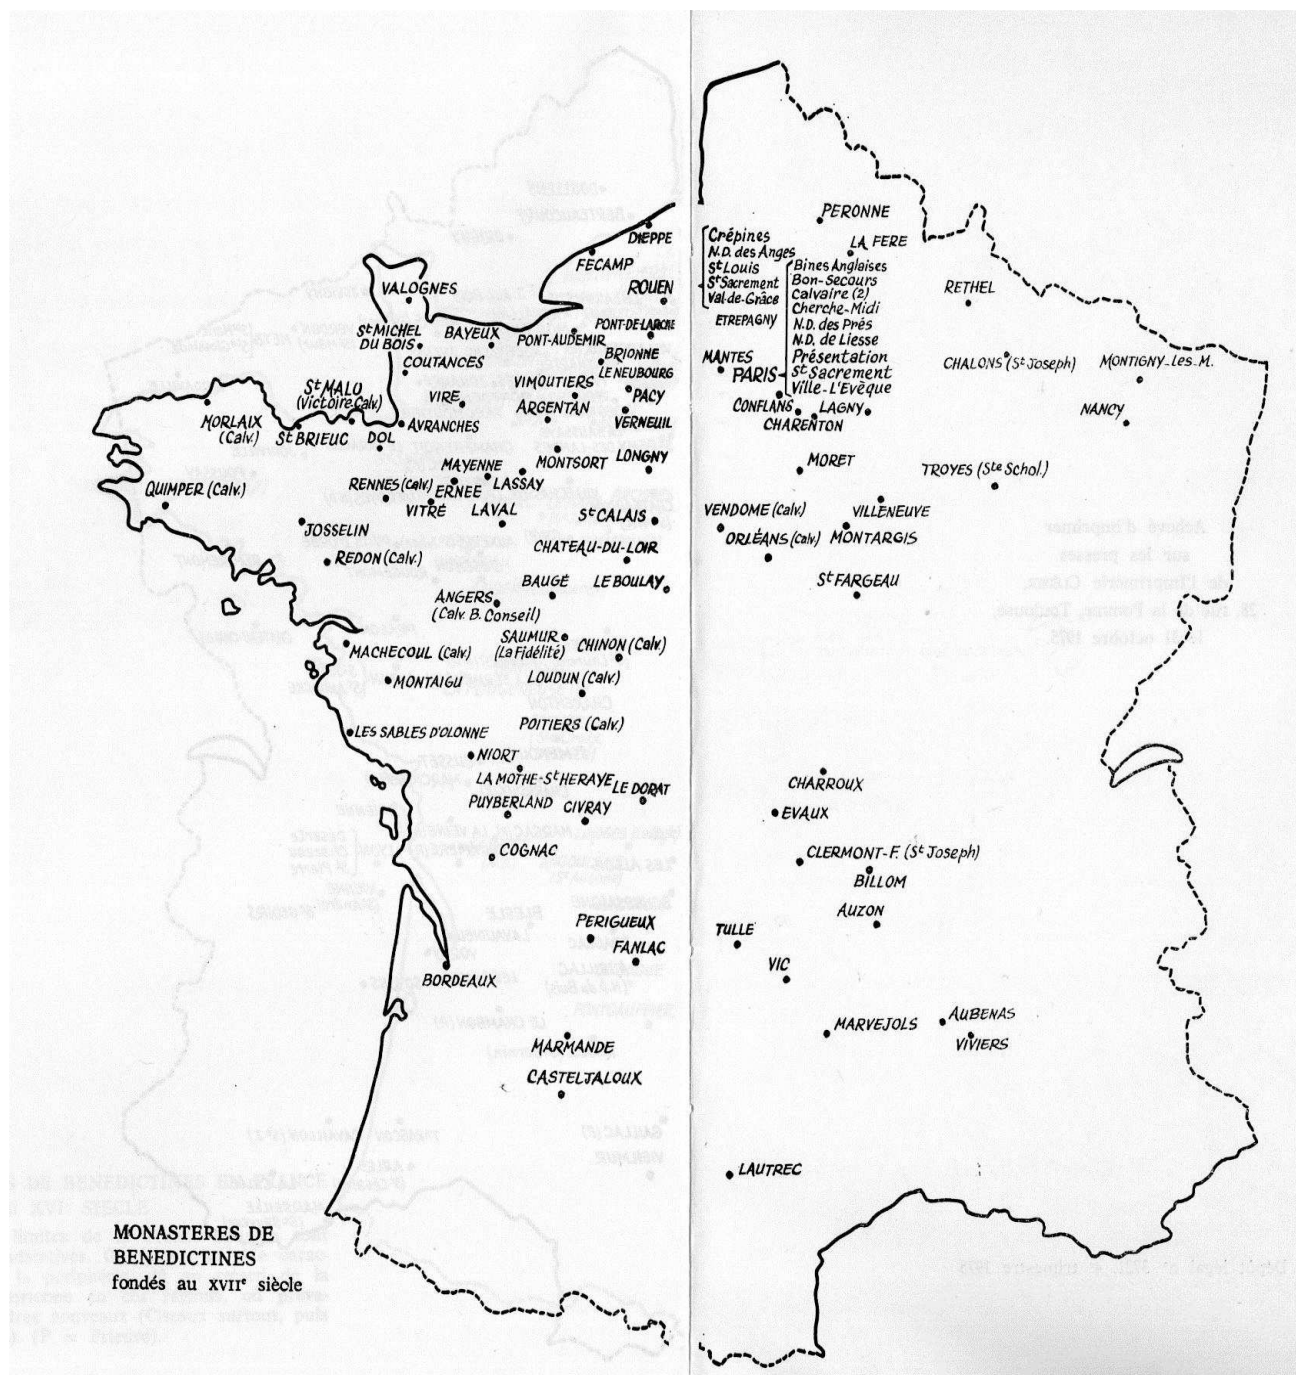 DIEPPE
FECAMP
VALOGNES
ROUEN
St MICHEL
DU BOIS
BAYEUX
PONT-AUDEMIR
PONT-DE-LARCHE
COUTANCES
BRIONNE
LE NEUBOURG
St MALO
(Victoire Calv.)
VIMOUTIERS
VIRE
ARGENTAN
PACY
VERNEUIL
MORLAIX
(Calv.)
St BRIEUC
DOL
AVRANCHES
MAYENNE
MONTSORT
LONGNY
QUIMPER (Calv.)
RENNES (Calv.)
ERNEE
LASSAY
VITRÉ
LAVAL
St CALAIS
JOSSELIN
REDON (Calv.)
CHATEAU-DU-LOIR
BAUGÉ
LE BOULAY
ANGERS
(Calv. B. Conseil)
SAUMUR
(La Fidélité)
CHINON (Calv.)
MACHECOUL (Calv.)
MONTAIGU
LOUDUN (Calv.)
LES SABLES D'OLONNE
POITIERS (Calv.)
NIORT
LA MOTHE-St HERAYE
LE DORAT
PUYBERLAND
CIVRAY
COGNAC
PERIGUEUX
FANLAC
BORDEAUX
MARMANDE
CASTELJALOUX
MONASTERES DE
BENEDICTINES
fondés au XVIIe siècle
PERONNE
LA FERE
Crépines
N.D. des Anges
St Louis
St Sacrement
Val-de-Grâce
ETREPAGNY
Bines Anglaises
Bon-Secours
Calvaire (2)
Cherche-Midi
N.D. des Prés
N.D. de Liesse
Présentation
St Sacrement
Ville-L'Evèque
MANTES
PARIS
RETHEL
CHALONS (St Joseph)
MONTIGNY-les-M.
CONFLANS
LAGNY
CHARENTON
NANCY
MORET
TROYES (Ste Schol.)
VENDOME (Calv.)
VILLENEUVE
ORLÉANS (Calv.)
MONTARGIS
St FARGEAU
CHARROUX
EVAUX
CLERMONT-F. (St Joseph)
BILLOM
AUZON
TULLE
VIC
MARVEJOLS
AUBENAS
VIVIERS
LAUTREC